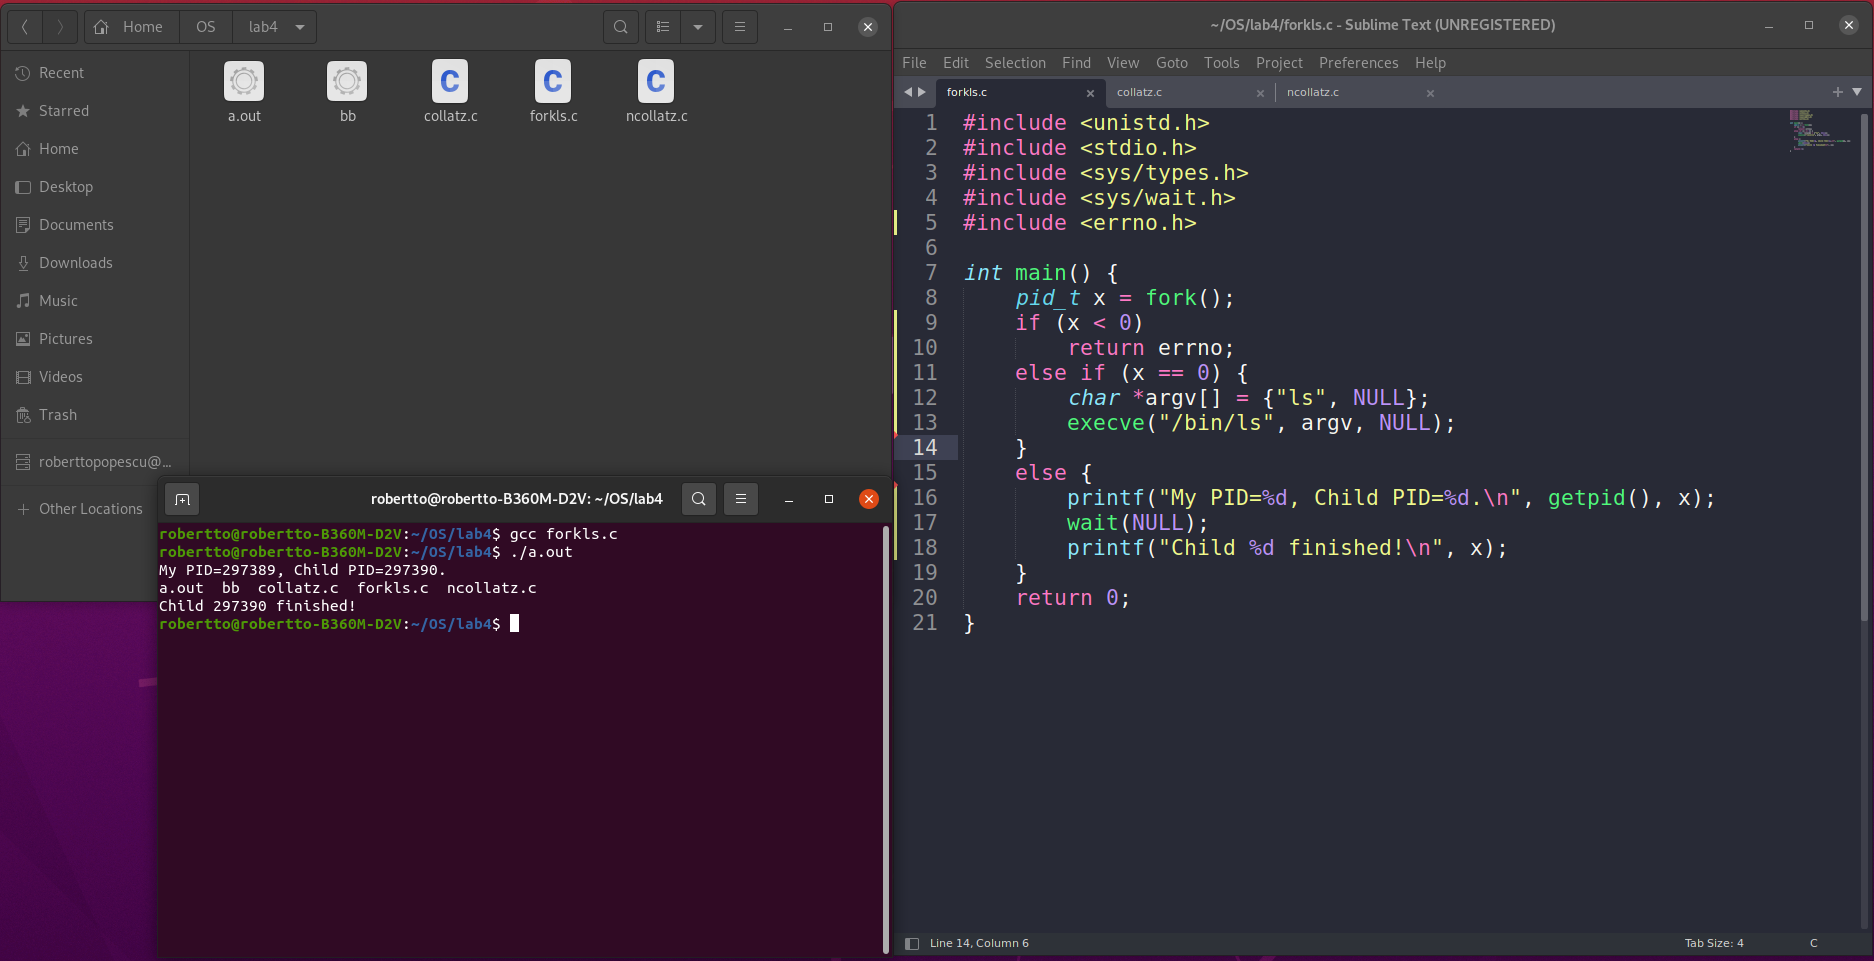 Home OS lab4
Recent
Starred
Home
Desktop
Documents
Downloads
Music
Pictures
Videos
Trash
roberttopopescu@...
Other Locations
a.out bb collatz.c forkls.c ncollatz.c
robertto@robertto-B360M-D2V: ~/OS/lab4
robertto@robertto-B360M-D2V:~/OS/lab4$ gcc forkls.c
robertto@robertto-B360M-D2V:~/OS/lab4$ ./a.out
My PID=297389, Child PID=297390.
a.out  bb  collatz.c  forkls.c  ncollatz.c
Child 297390 finished!
robertto@robertto-B360M-D2V:~/OS/lab4$
~/OS/lab4/forkls.c - Sublime Text (UNREGISTERED)
File Edit Selection Find View Goto Tools Project Preferences Help
forkls.c collatz.c ncollatz.c
1 #include <unistd.h>
2 #include <stdio.h>
3 #include <sys/types.h>
4 #include <sys/wait.h>
5 #include <errno.h>
6
7 int main() {
8     pid_t x = fork();
9     if (x < 0)
10         return errno;
11     else if (x == 0) {
12         char *argv[] = {"ls", NULL};
13         execve("/bin/ls", argv, NULL);
14     }
15     else {
16         printf("My PID=%d, Child PID=%d.\n", getpid(), x);
17         wait(NULL);
18         printf("Child %d finished!\n", x);
19     }
20     return 0;
21 }
Line 14, Column 6 Tab Size: 4 C